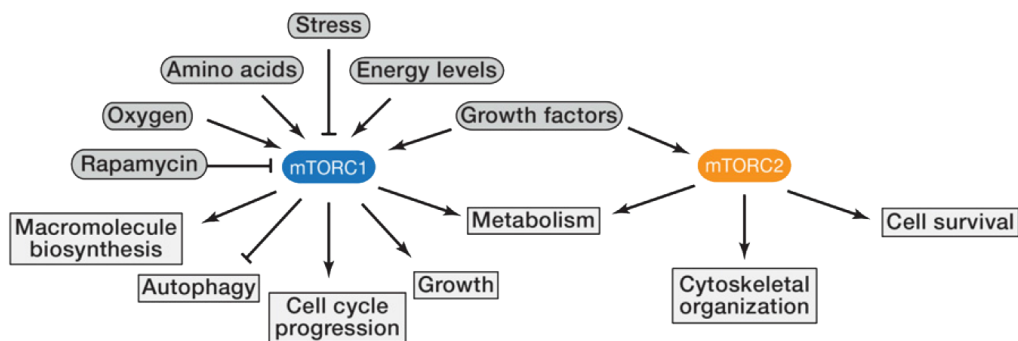 Stress
Amino acids
Energy levels
Oxygen
Growth factors
Rapamycin
mTORC1
mTORC2
Macromolecule
biosynthesis
Metabolism
Cell survival
Autophagy
Growth
Cell cycle
progression
Cytoskeletal
organization